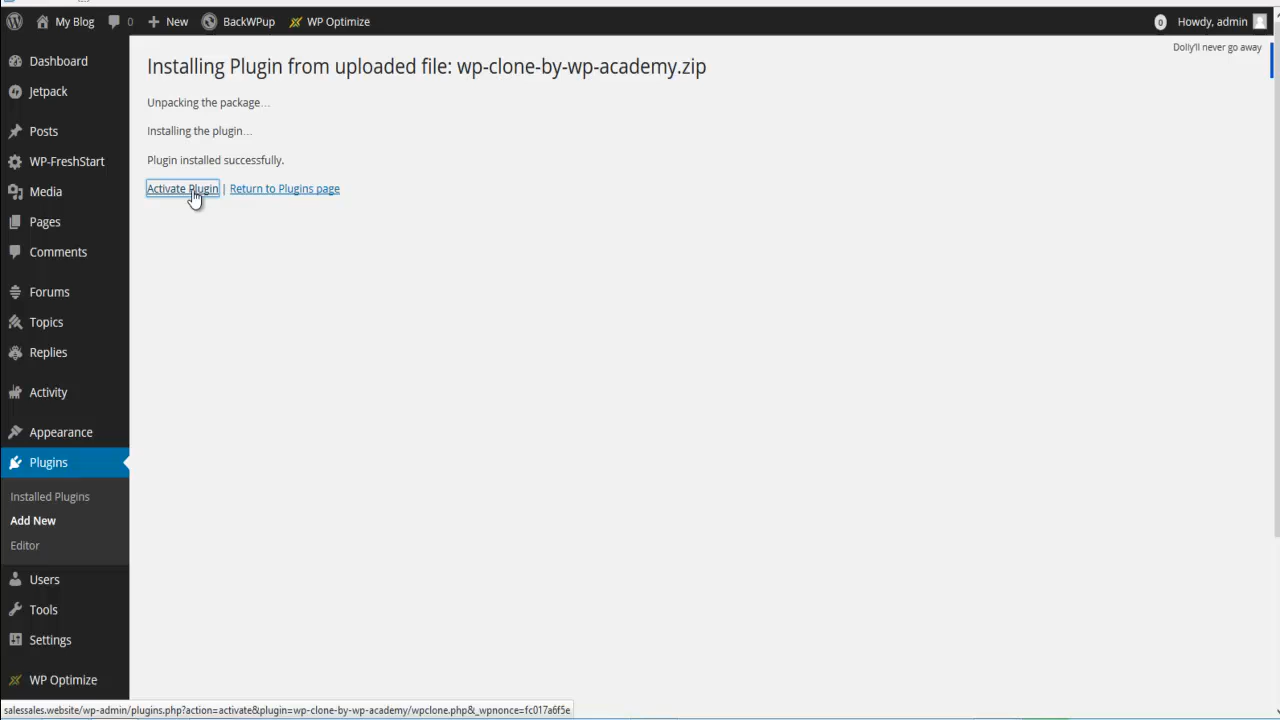 My Blog 0 New BackWPup WP Optimize 0 Howdy, admin
Dolly'll never go away
Dashboard
Jetpack
Posts
WP-FreshStart
Media
Pages
Comments
Forums
Topics
Replies
Activity
Appearance
Plugins
Installed Plugins
Add New
Editor
Users
Tools
Settings
WP Optimize
Installing Plugin from uploaded file: wp-clone-by-wp-academy.zip
Unpacking the package…
Installing the plugin…
Plugin installed successfully.
Activate Plugin | Return to Plugins page
salessales.website/wp-admin/plugins.php?action=activate&plugin=wp-clone-by-wp-academy/wpclone.php&_wpnonce=fc017a6f5e